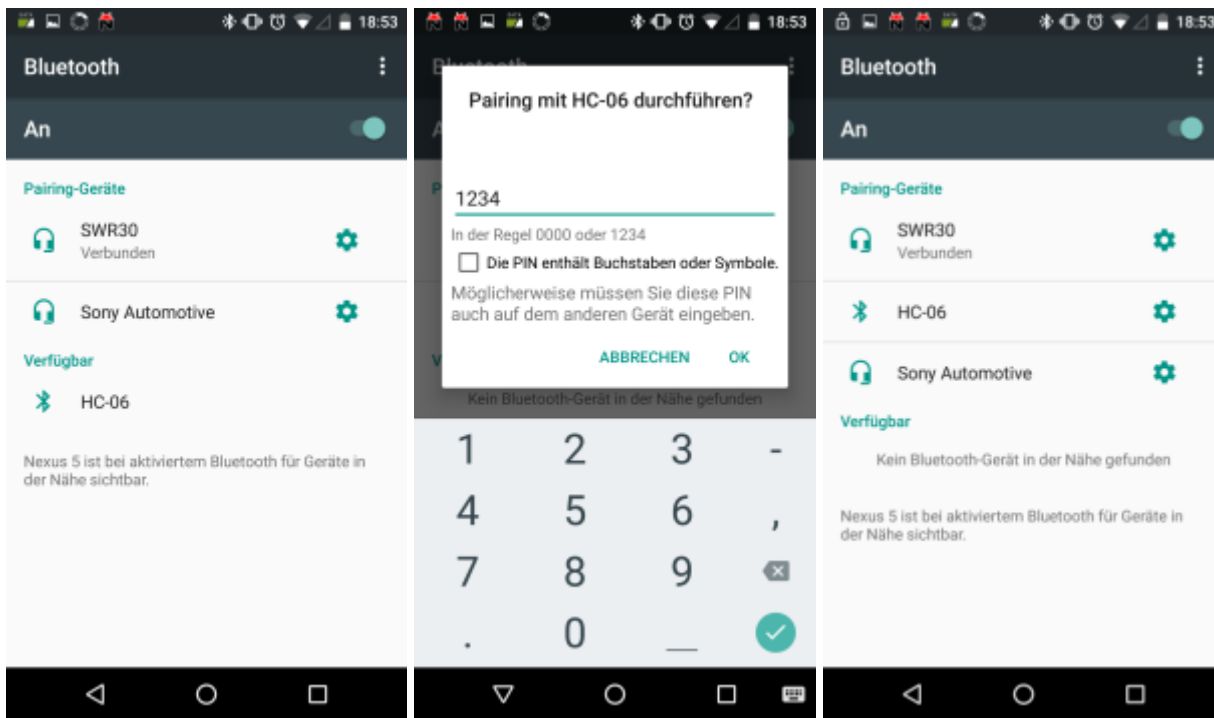 18:53
Bluetooth
An
Pairing-Geräte
SWR30
Verbunden
Sony Automotive
Verfügbar
HC-06
Nexus 5 ist bei aktiviertem Bluetooth für Geräte in
der Nähe sichtbar.
18:53
Bluetooth
Pairing mit HC-06 durchführen?
1234
In der Regel 0000 oder 1234
Die PIN enthält Buchstaben oder Symbole.
Möglicherweise müssen Sie diese PIN
auch auf dem anderen Gerät eingeben.
ABBRECHEN OK
Kein Bluetooth-Gerät in der Nähe gefunden
1 2 3 -
4 5 6 ,
7 8 9
. 0 _
18:53
Bluetooth
An
Pairing-Geräte
SWR30
Verbunden
HC-06
Sony Automotive
Verfügbar
Kein Bluetooth-Gerät in der Nähe gefunden
Nexus 5 ist bei aktiviertem Bluetooth für Geräte in
der Nähe sichtbar.